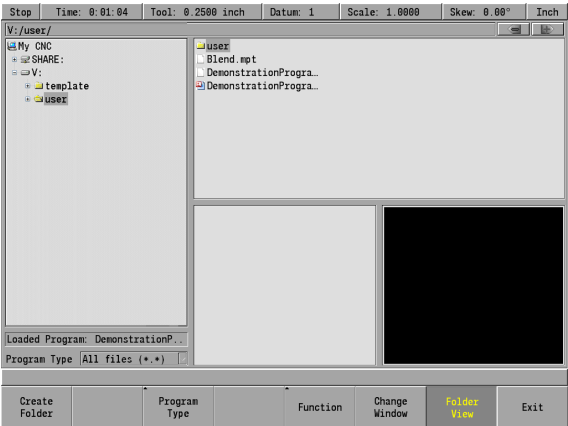 Stop Time: 0:01:04 Tool: 0.2500 inch Datum: 1 Scale: 1.0000 Skew: 0.00° Inch
V:/user/
My CNC
SHARE:
V:
template
user
user
Blend.mpt
DemonstrationProgra…
DemonstrationProgra…
Loaded Program: DemonstrationP..
Program Type All files (*.*)
Create Folder
Program Type
Function
Change Window
Folder View
Exit